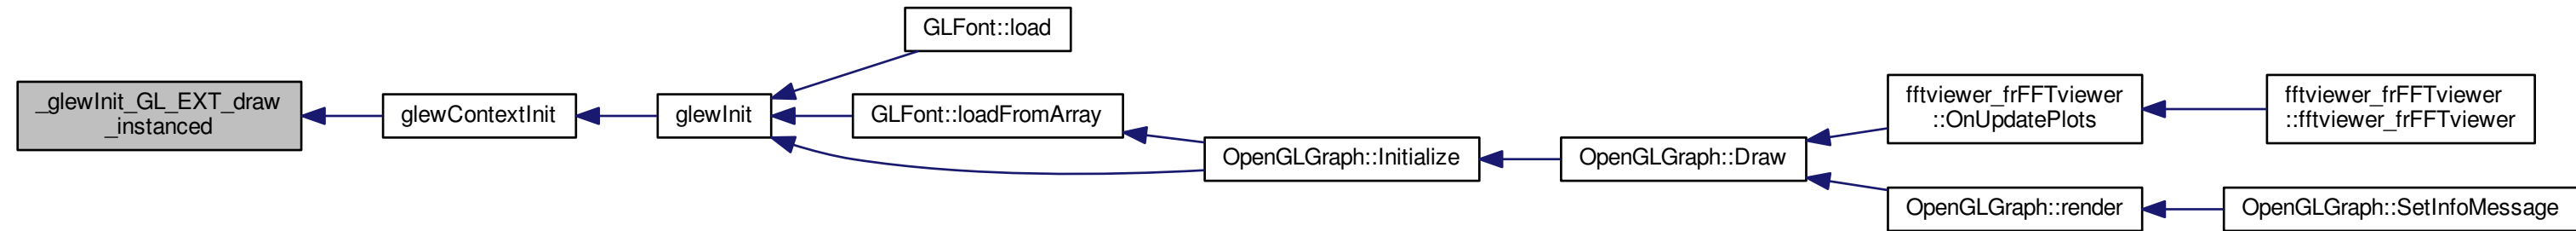 _glewInit_GL_EXT_draw
_instanced
glewContextInit
glewInit
GLFont::load
GLFont::loadFromArray
OpenGLGraph::Initialize
OpenGLGraph::Draw
fftviewer_frFFTviewer
::OnUpdatePlots
fftviewer_frFFTviewer
::fftviewer_frFFTviewer
OpenGLGraph::render
OpenGLGraph::SetInfoMessage